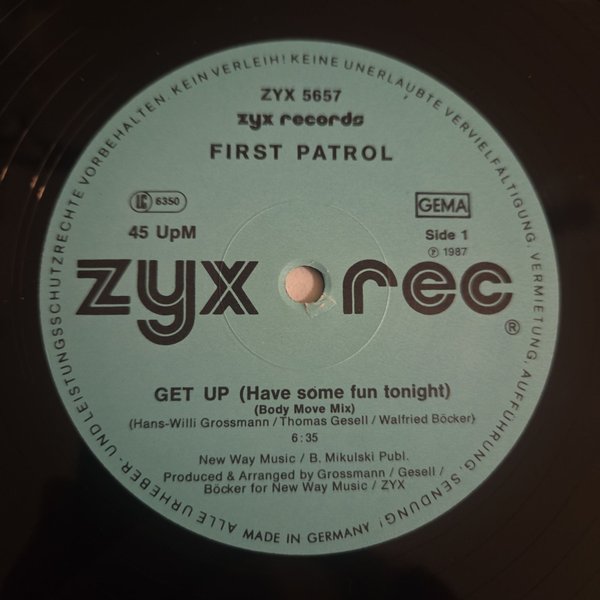 ALLE URHEBER- UND LEISTUNGSSCHUTZRECHTE VORBEHALTEN. KEIN VERLEIH! KEINE UNERLAUBTE VERVIELFÄLTIGUNG, VERMIETUNG, AUFFÜHRUNG, SENDUNG!
ZYX 5657
zyx records
FIRST PATROL
LC 6350
GEMA
45 UpM
Side 1
℗ 1987
zyx rec®
GET UP (Have some fun tonight)
(Body Move Mix)
(Hans-Willi Grossmann / Thomas Gesell / Walfried Böcker)
6:35
New Way Music / B. Mikulski Publ.
Produced & Arranged by Grossmann / Gesell /
Böcker for New Way Music / ZYX
MADE IN GERMANY